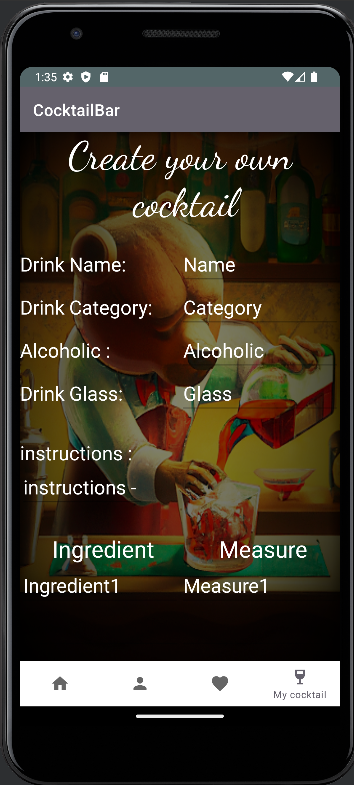 1:35
CocktailBar
Create your own
cocktail
Drink Name: Name
Drink Category: Category
Alcoholic : Alcoholic
Drink Glass: Glass
instructions :
instructions -
Ingredient Measure
Ingredient1 Measure1
My cocktail